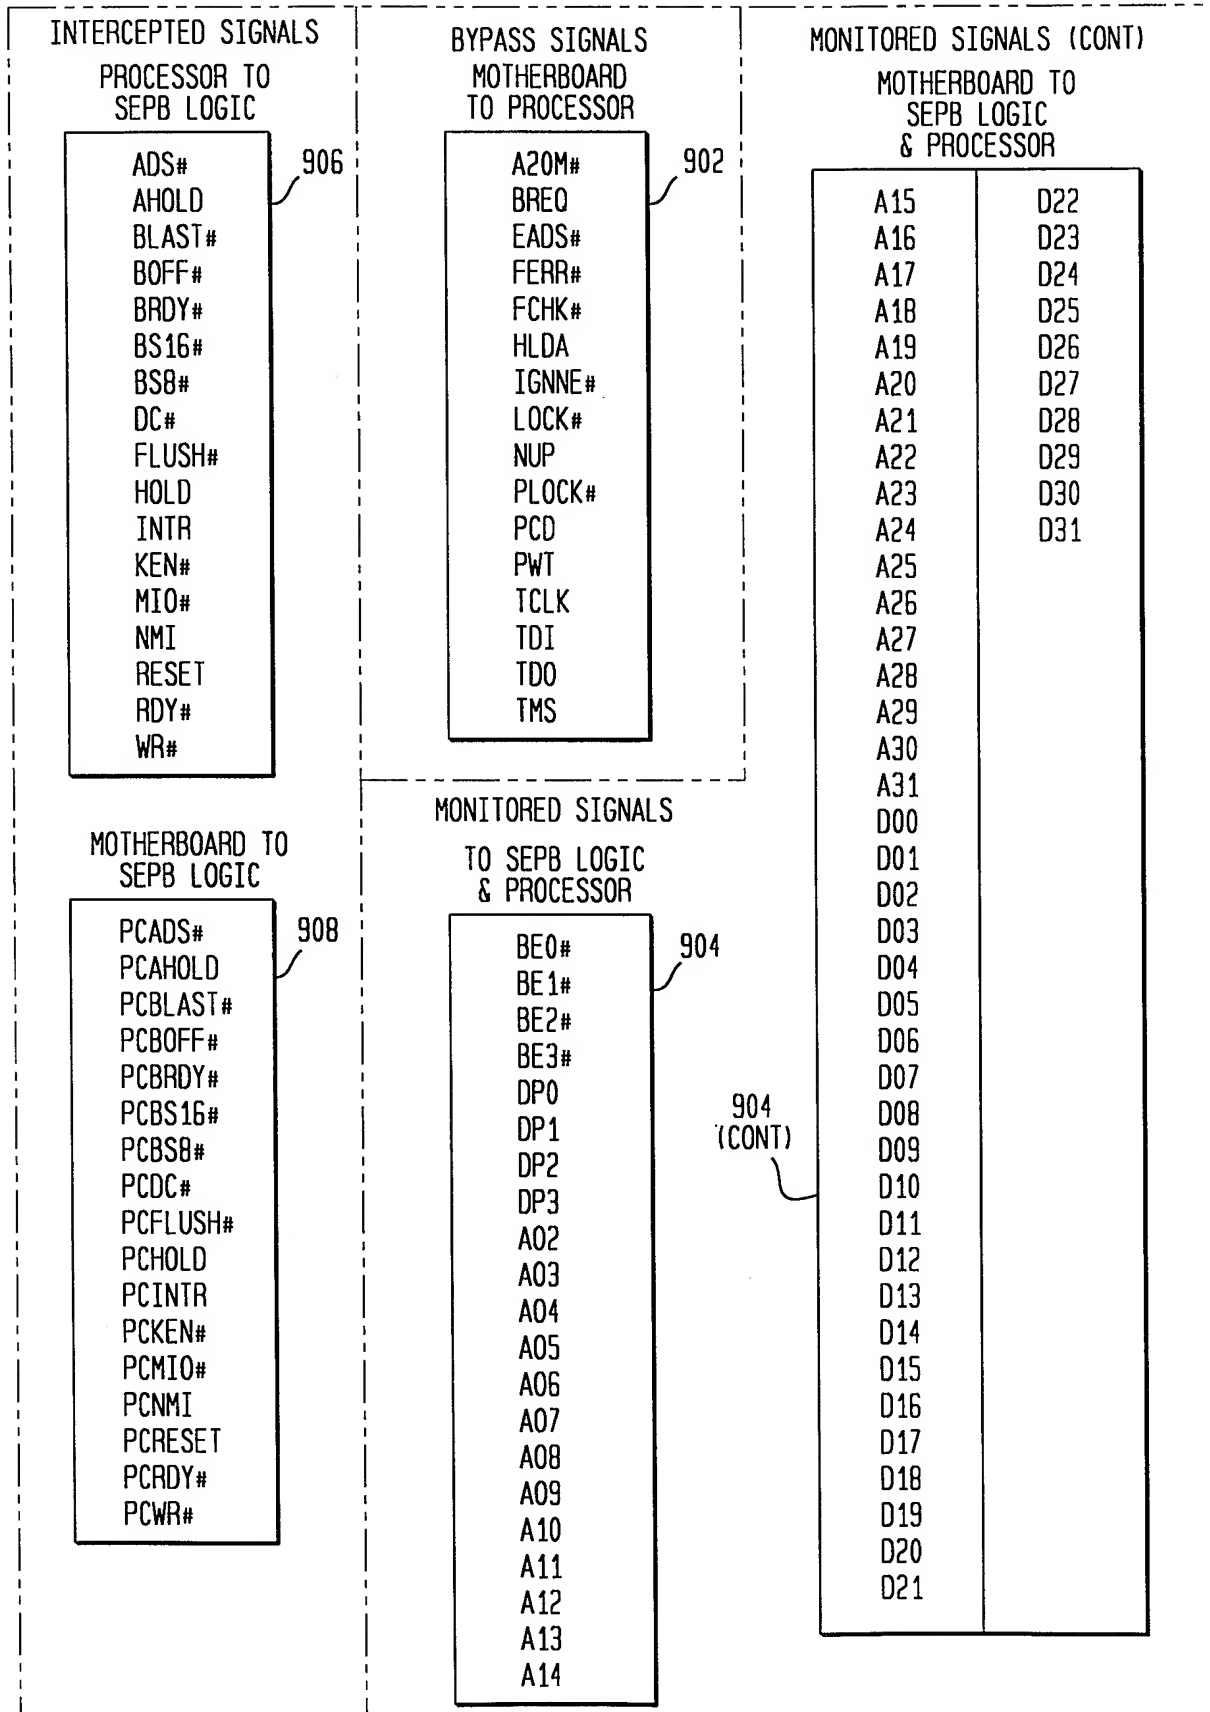 INTERCEPTED SIGNALS
PROCESSOR TO
SEPB LOGIC
906
ADS#
AHOLD
BLAST#
BOFF#
BRDY#
BS16#
BS8#
DC#
FLUSH#
HOLD
INTR
KEN#
MIO#
NMI
RESET
RDY#
WR#
MOTHERBOARD TO
SEPB LOGIC
908
PCADS#
PCAHOLD
PCBLAST#
PCBOFF#
PCBRDY#
PCBS16#
PCBS8#
PCDC#
PCFLUSH#
PCHOLD
PCINTR
PCKEN#
PCMIO#
PCNMI
PCRESET
PCRDY#
PCWR#
BYPASS SIGNALS
MOTHERBOARD
TO PROCESSOR
902
A20M#
BREQ
EADS#
FERR#
FCHK#
HLDA
IGNNE#
LOCK#
NUP
PLOCK#
PCD
PWT
TCLK
TDI
TDO
TMS
MONITORED SIGNALS
TO SEPB LOGIC
& PROCESSOR
904
BE0#
BE1#
BE2#
BE3#
DP0
DP1
DP2
DP3
A02
A03
A04
A05
A06
A07
A08
A09
A10
A11
A12
A13
A14
MONITORED SIGNALS (CONT)
MOTHERBOARD TO
SEPB LOGIC
& PROCESSOR
904
(CONT)
A15
A16
A17
A18
A19
A20
A21
A22
A23
A24
A25
A26
A27
A28
A29
A30
A31
D00
D01
D02
D03
D04
D05
D06
D07
D08
D09
D10
D11
D12
D13
D14
D15
D16
D17
D18
D19
D20
D21
D22
D23
D24
D25
D26
D27
D28
D29
D30
D31